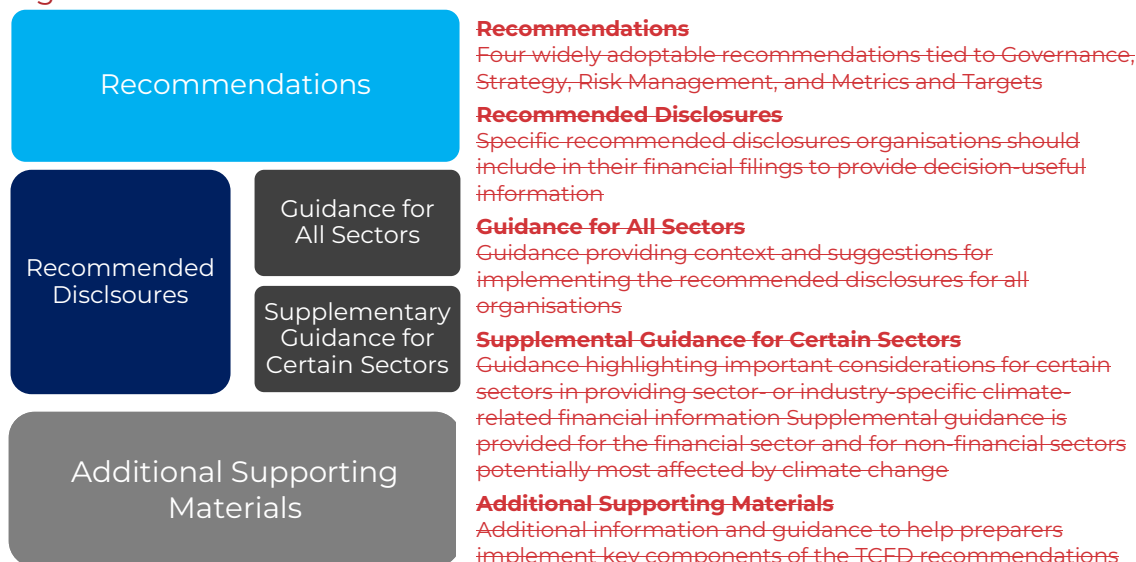 Recommendations
Recommended
Disclsoures
Guidance for
All Sectors
Supplementary
Guidance for
Certain Sectors
Additional Supporting
Materials
Recommendations
Four widely adoptable recommendations tied to Governance,
Strategy, Risk Management, and Metrics and Targets
Recommended Disclosures
Specific recommended disclosures organisations should
include in their financial filings to provide decision-useful
information
Guidance for All Sectors
Guidance providing context and suggestions for
implementing the recommended disclosures for all
organisations
Supplemental Guidance for Certain Sectors
Guidance highlighting important considerations for certain
sectors in providing sector- or industry-specific climate-
related financial information Supplemental guidance is
provided for the financial sector and for non-financial sectors
potentially most affected by climate change
Additional Supporting Materials
Additional information and guidance to help preparers
implement key components of the TCFD recommendations